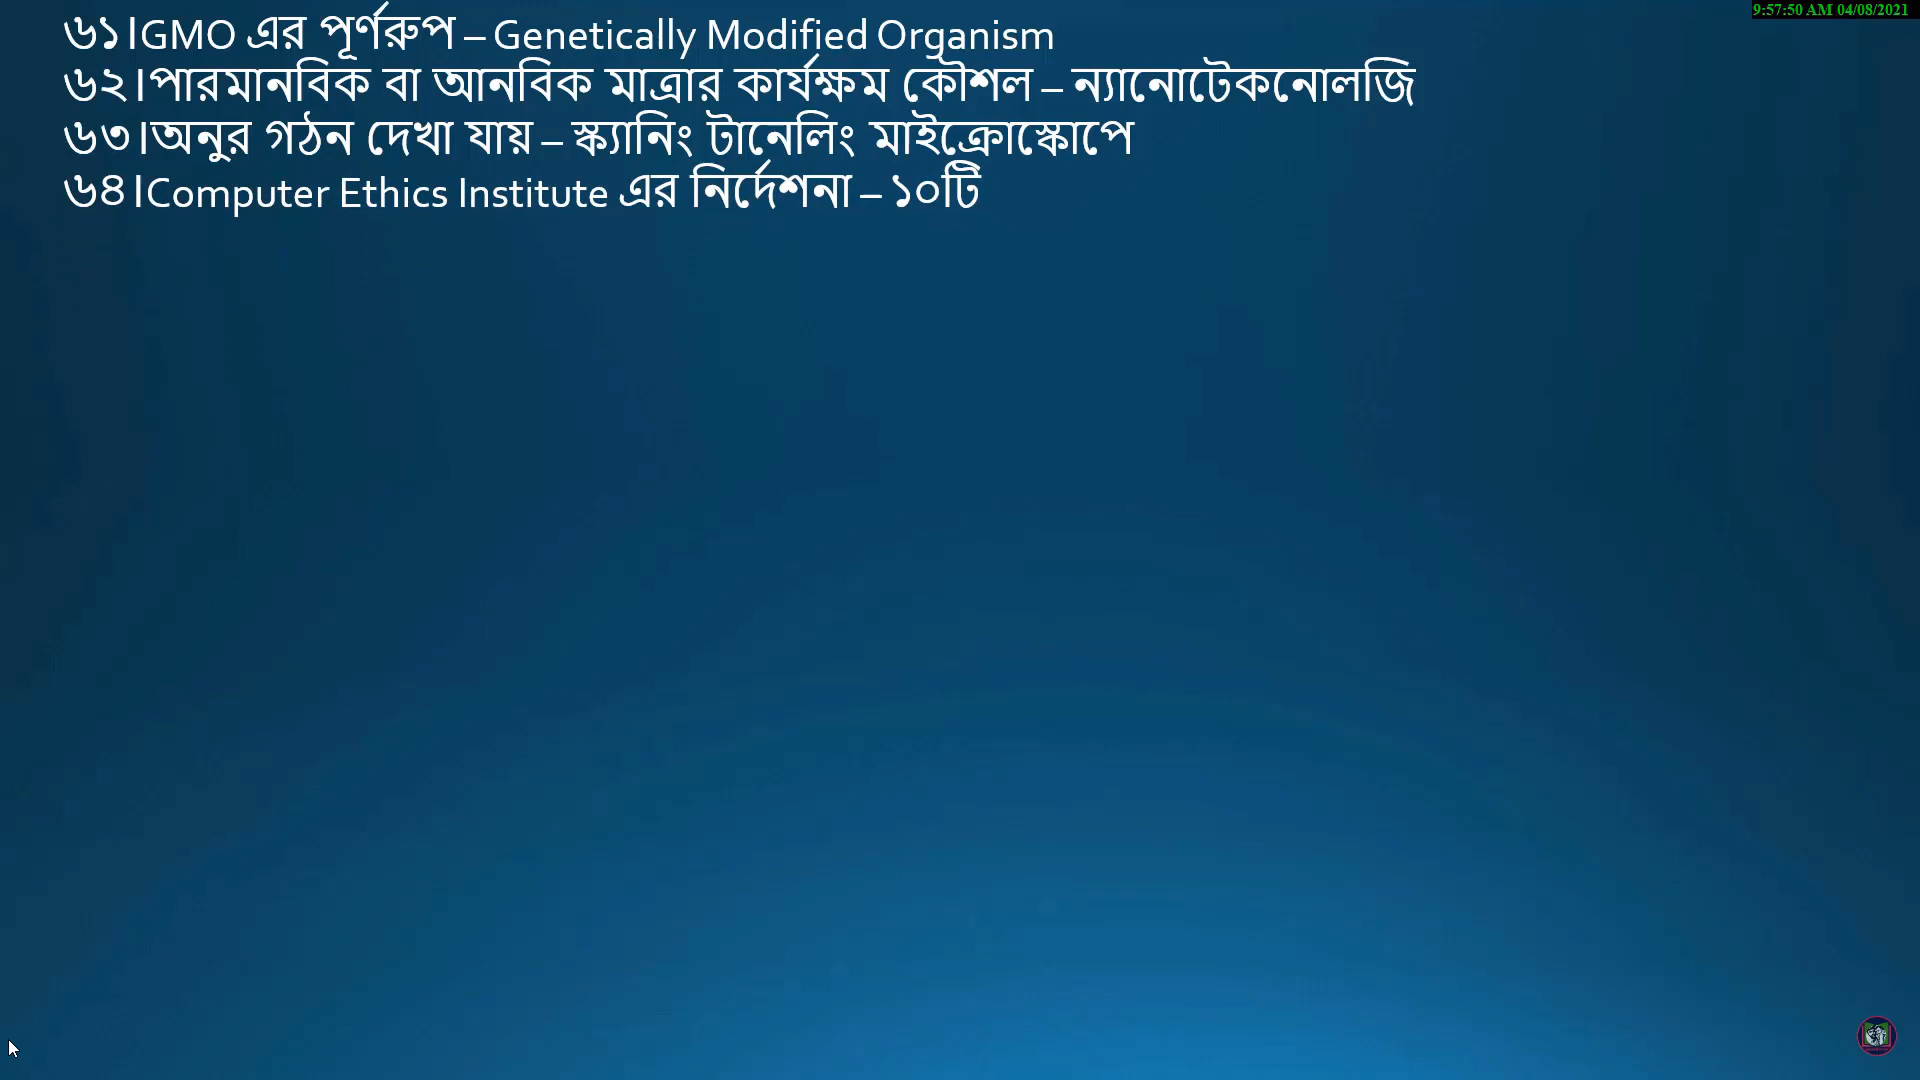 9:57:50 AM 04/08/2021
৬১।GMO এর পূর্ণরুপ – Genetically Modified Organism
৬২।পারমানবিক বা আনবিক মাত্রার কার্যক্ষম কৌশল – ন্যানোটেকনোলজি
৬৩।অনুর গঠন দেখা যায় – স্ক্যানিং টানেলিং মাইক্রোস্কোপে
৬৪।Computer Ethics Institute এর নির্দেশনা – ১০টি